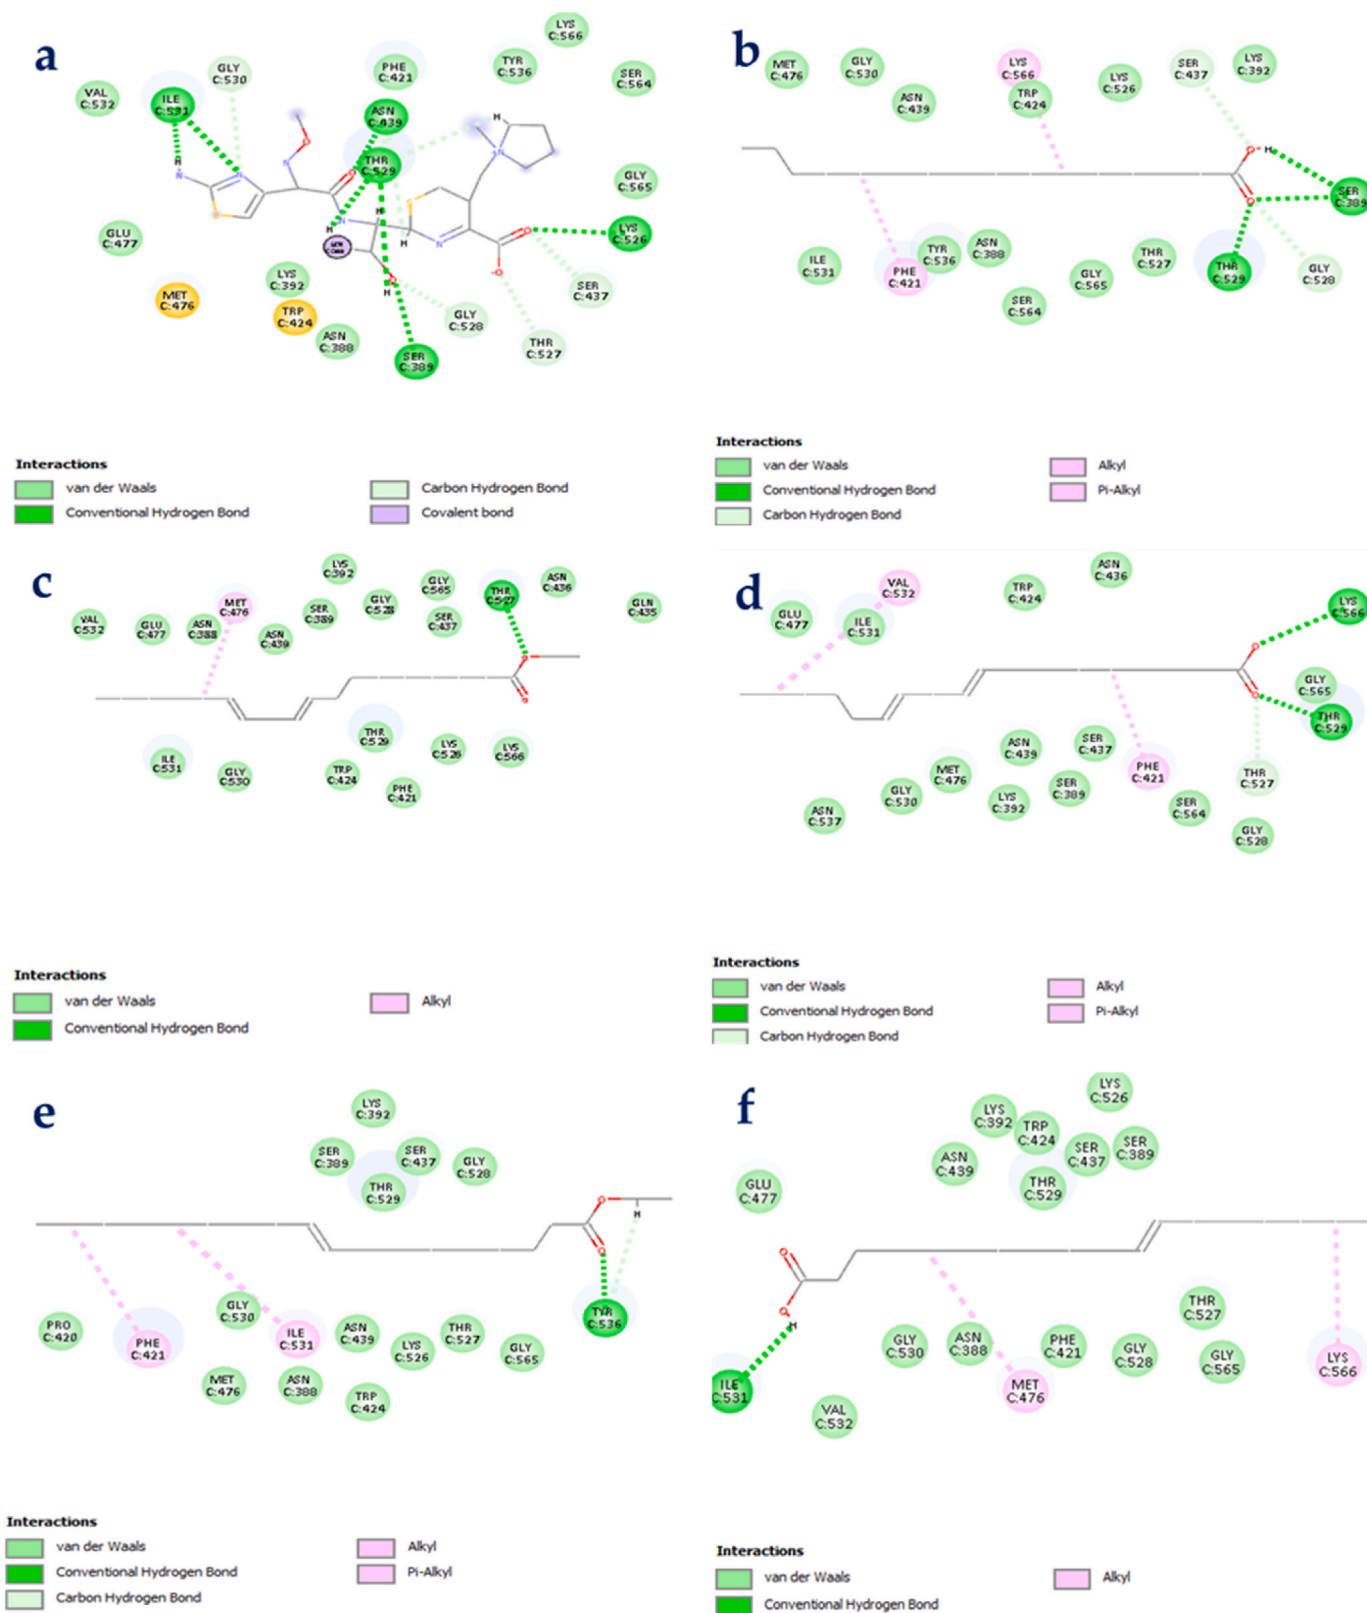 a
LYS
C:566
GLY
C:530
PHE
C:421
TYR
C:536
SER
C:564
VAL
C:532
ILE
C:531
ASN
C:439
H
H
O
N
THR
C:529
N
N
N
O
GLY
C:565
S
H
N
S
H
H
N
O
LYS
C:526
GLU
C:477
-O
LYS
C:392
O
H
SER
C:437
MET
C:476
TRP
C:424
GLY
C:528
ASN
C:388
THR
C:527
SER
C:389
Interactions
van der Waals
Conventional Hydrogen Bond
Carbon Hydrogen Bond
Covalent bond
b
MET
C:476
GLY
C:530
LYS
C:566
SER
C:437
LYS
C:392
ASN
C:439
TRP
C:424
LYS
C:526
O
H
SER
C:389
O
ILE
C:531
PHE
C:421
TYR
C:536
ASN
C:388
THR
C:527
THR
C:529
GLY
C:528
GLY
C:565
SER
C:564
Interactions
van der Waals
Conventional Hydrogen Bond
Carbon Hydrogen Bond
Alkyl
Pi-Alkyl
c
LYS
C:392
GLY
C:565
THR
C:527
ASN
C:436
VAL
C:532
GLU
C:477
ASN
C:388
MET
C:476
ASN
C:439
SER
C:389
GLY
C:528
SER
C:437
GLN
C:435
O
O
ILE
C:531
GLY
C:530
THR
C:529
TRP
C:424
PHE
C:421
LYS
C:526
LYS
C:566
Interactions
van der Waals
Conventional Hydrogen Bond
Alkyl
d
VAL
C:532
GLU
C:477
ILE
C:531
TRP
C:424
ASN
C:436
LYS
C:566
O
O
GLY
C:565
THR
C:529
ASN
C:537
GLY
C:530
MET
C:476
ASN
C:439
LYS
C:392
SER
C:437
SER
C:389
PHE
C:421
SER
C:564
THR
C:527
GLY
C:528
Interactions
van der Waals
Conventional Hydrogen Bond
Carbon Hydrogen Bond
Alkyl
Pi-Alkyl
e
LYS
C:392
SER
C:389
SER
C:437
GLY
C:528
THR
C:529
O
H
O
PRO
C:420
PHE
C:421
GLY
C:530
ILE
C:531
ASN
C:439
LYS
C:526
THR
C:527
GLY
C:565
TYR
C:536
MET
C:476
ASN
C:388
TRP
C:424
Interactions
van der Waals
Conventional Hydrogen Bond
Carbon Hydrogen Bond
Alkyl
Pi-Alkyl
f
LYS
C:526
LYS
C:392
TRP
C:424
ASN
C:439
SER
C:437
SER
C:389
GLU
C:477
THR
C:529
O
O
H
GLY
C:530
ASN
C:388
PHE
C:421
GLY
C:528
THR
C:527
GLY
C:565
LYS
C:566
ILE
C:531
MET
C:476
VAL
C:532
Interactions
van der Waals
Conventional Hydrogen Bond
Alkyl